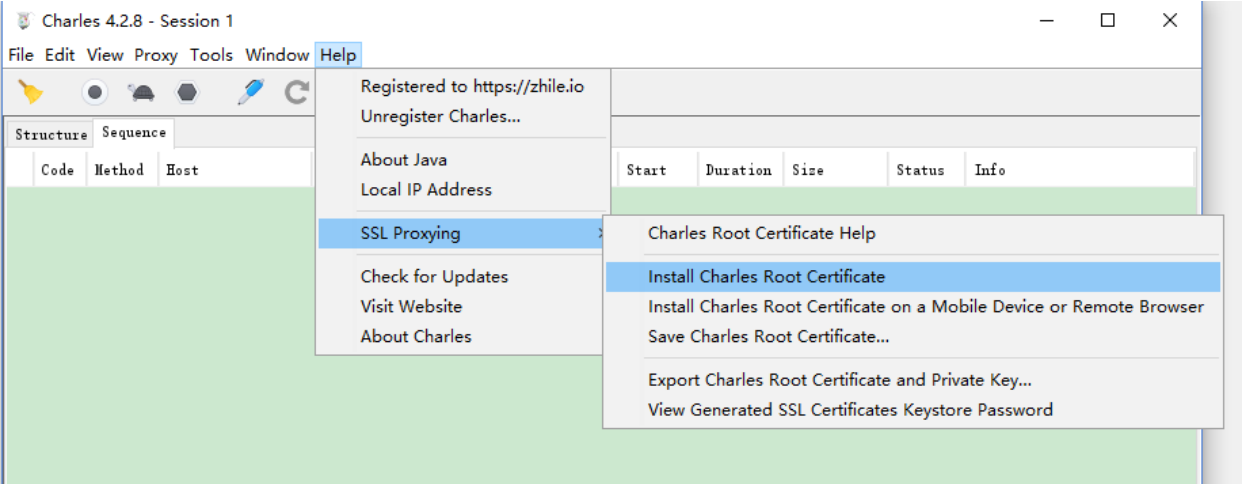 Charles 4.2.8 - Session 1
File Edit View Proxy Tools Window Help
Registered to https://zhile.io
Unregister Charles...
About Java
Local IP Address
SSL Proxying
Check for Updates
Visit Website
About Charles
Structure Sequence
Code Method Host Start Duration Size Status Info
Charles Root Certificate Help
Install Charles Root Certificate
Install Charles Root Certificate on a Mobile Device or Remote Browser
Save Charles Root Certificate...
Export Charles Root Certificate and Private Key...
View Generated SSL Certificates Keystore Password